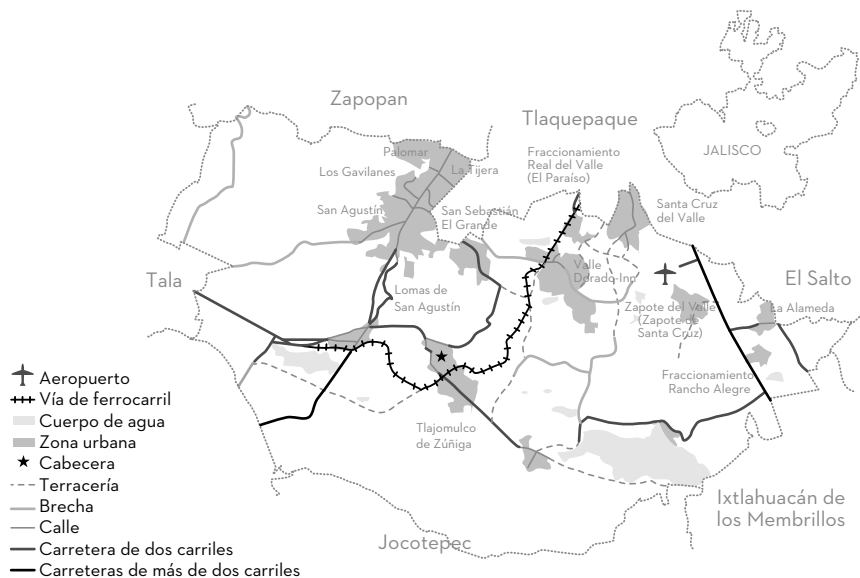 Zapopan
Tlaquepaque
JALISCO
Palomar
Los Gavilanes
La Tijera
Fraccionamiento
Real del Valle
(El Paraíso)
San Agustín
San Sebastián
El Grande
Santa Cruz
del Valle
Tala
Lomas de
San Agustín
Valle
Dorado-Inn
El Salto
Zapote del Valle
(Zapote de
Santa Cruz)
La Alameda
Fraccionamiento
Rancho Alegre
Tlajomulco
de Zúñiga
Ixtlahuacán de
los Membrillos
Jocotepec
Aeropuerto
Vía de ferrocarril
Cuerpo de agua
Zona urbana
Cabecera
Terracería
Brecha
Calle
Carretera de dos carriles
Carreteras de más de dos carriles